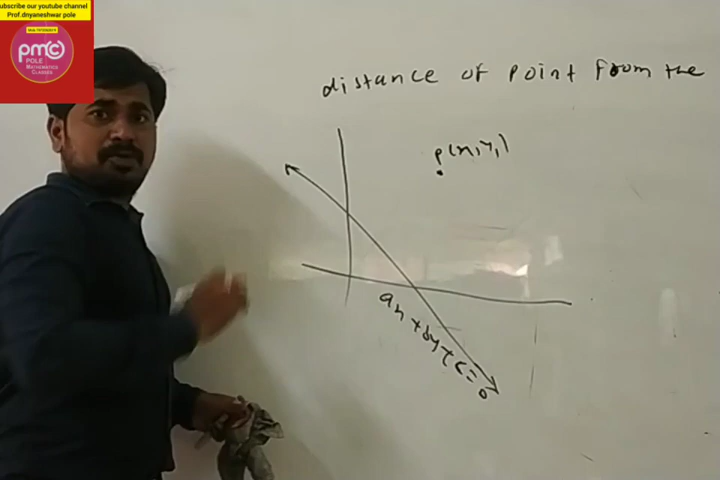 Subscribe our youtube channel
Prof.dnyaneshwar pole
pmc
POLE
MATHEMATICS
CLASSES
distance of point from the
P(x1,y1)
ax+by+c=0